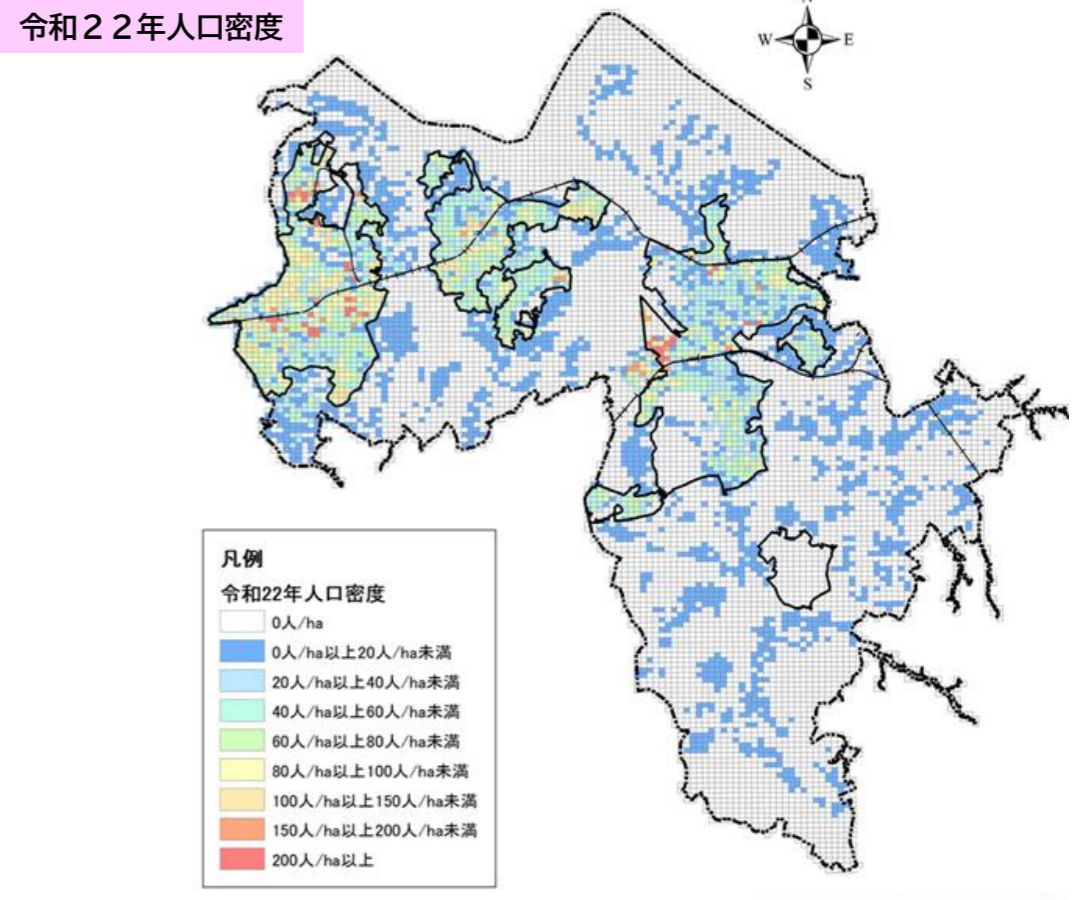 令和２２年人口密度
W
E
S
凡例
令和22年人口密度
0人/ha
0人/ha以上20人/ha未満
20人/ha以上40人/ha未満
40人/ha以上60人/ha未満
60人/ha以上80人/ha未満
80人/ha以上100人/ha未満
100人/ha以上150人/ha未満
150人/ha以上200人/ha未満
200人/ha以上